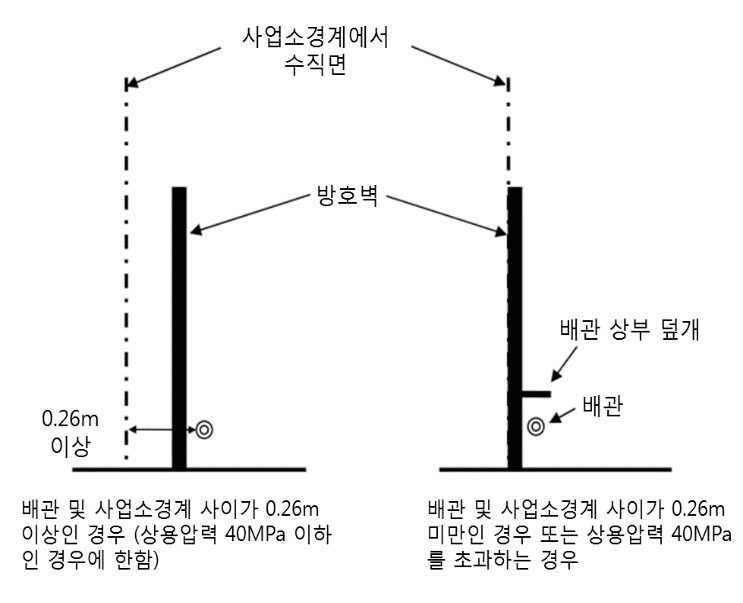 사업소경계에서
수직면
방호벽
배관 상부 덮개
배관
0.26m
이상
배관 및 사업소경계 사이가 0.26m
이상인 경우 (상용압력 40MPa 이하
인 경우에 한함)
배관 및 사업소경계 사이가 0.26m
미만인 경우 또는 상용압력 40MPa
를 초과하는 경우